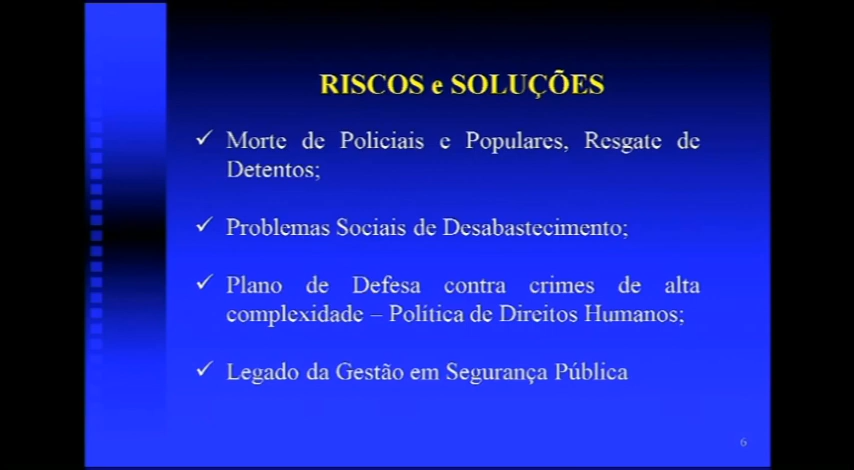 RISCOS e SOLUÇÕES
✓ Morte de Policiais e Populares, Resgate de
Detentos;
✓ Problemas Sociais de Desabastecimento;
✓ Plano de Defesa contra crimes de alta
complexidade – Política de Direitos Humanos;
✓ Legado da Gestão em Segurança Pública
6